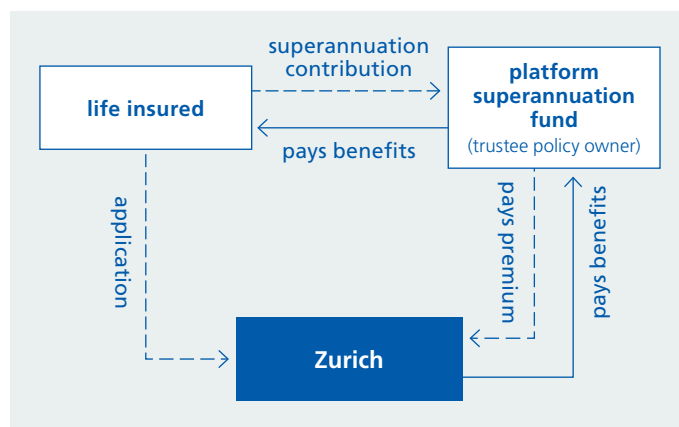 superannuation
contribution
life insured
platform
superannuation
fund
(trustee policy owner)
pays benefits
application
pays premium
pays benefits
Zurich